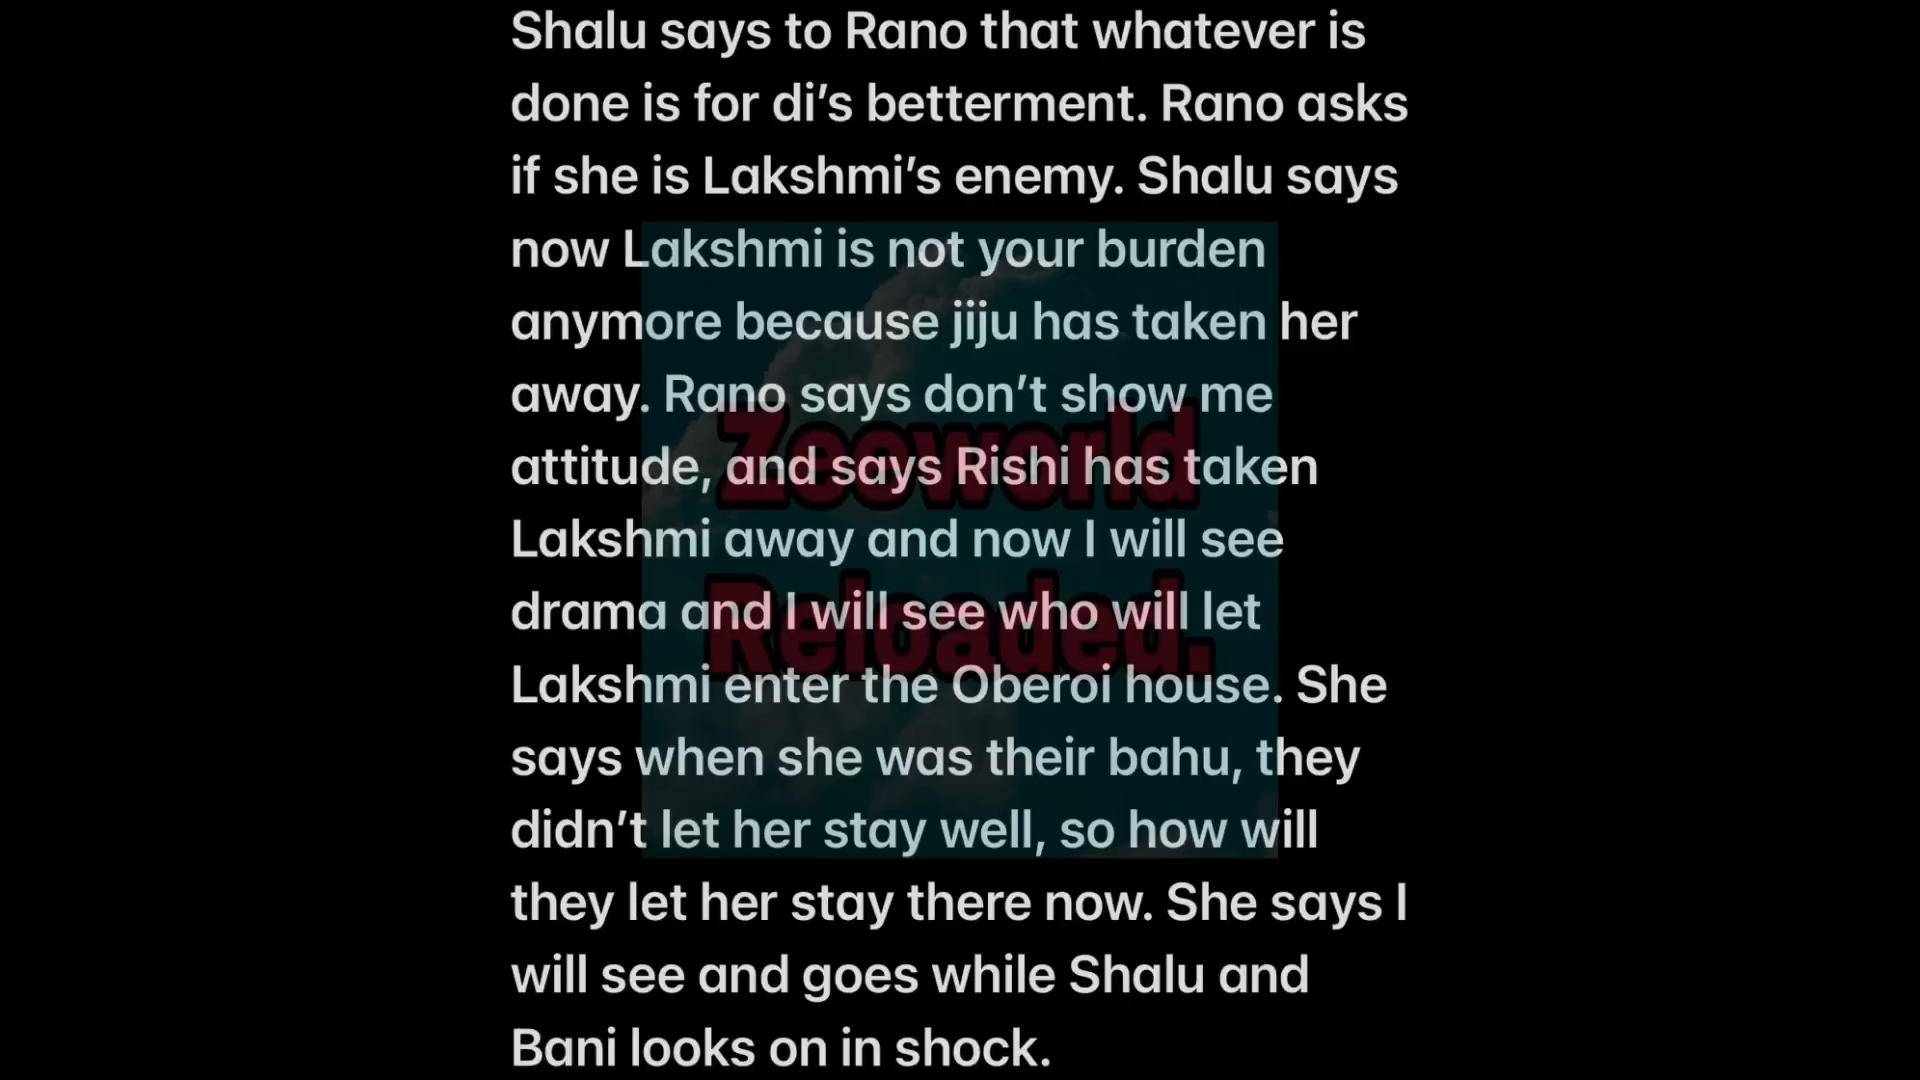 Shalu says to Rano that whatever is
done is for di’s betterment. Rano asks
if she is Lakshmi’s enemy. Shalu says
now Lakshmi is not your burden
anymore because jiju has taken her
away. Rano says don’t show me
attitude, and says Rishi has taken
Lakshmi away and now I will see
drama and I will see who will let
Lakshmi enter the Oberoi house. She
says when she was their bahu, they
didn’t let her stay well, so how will
they let her stay there now. She says I
will see and goes while Shalu and
Bani looks on in shock.
Zeeworld
Reloaded.